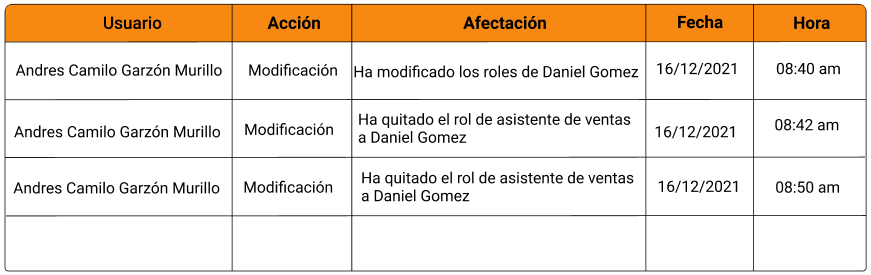 Usuario Acción Afectación Fecha Hora
Andres Camilo Garzón Murillo Modificación Ha modificado los roles de Daniel Gomez 16/12/2021 08:40 am
Andres Camilo Garzón Murillo Modificación Ha quitado el rol de asistente de ventas
a Daniel Gomez 16/12/2021 08:42 am
Andres Camilo Garzón Murillo Modificación Ha quitado el rol de asistente de ventas
a Daniel Gomez 16/12/2021 08:50 am